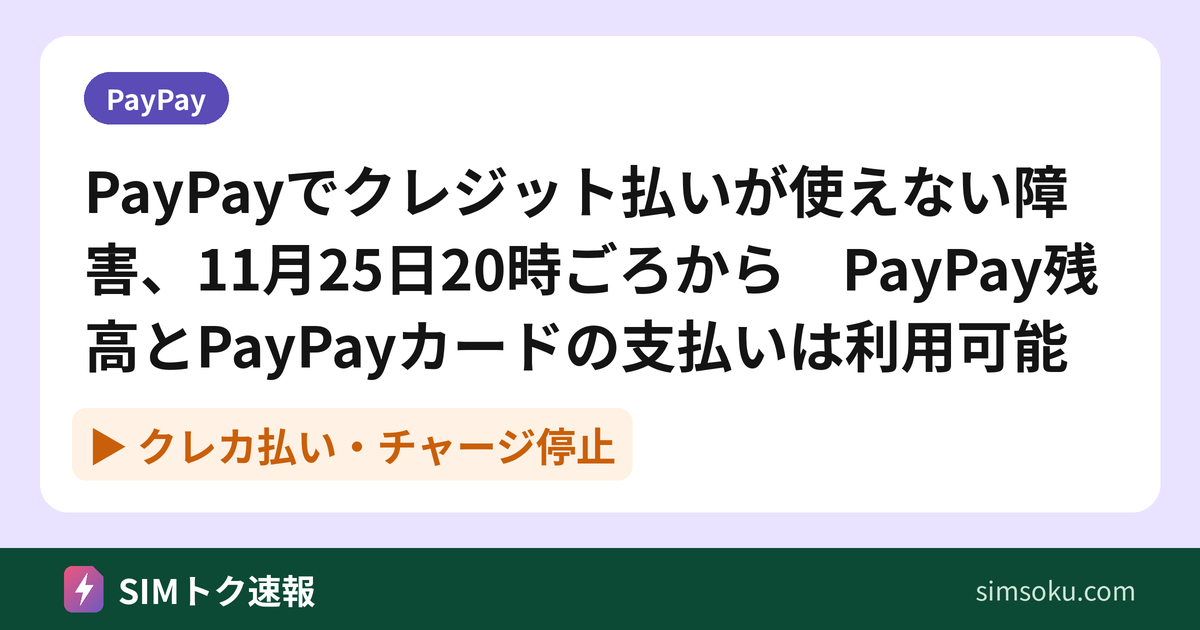 PayPay
PayPayでクレジット払いが使えない障
害、11月25日20時ごろから　PayPay残
高とPayPayカードの支払いは利用可能
▶ クレカ払い・チャージ停止
SIMトク速報
simsoku.com